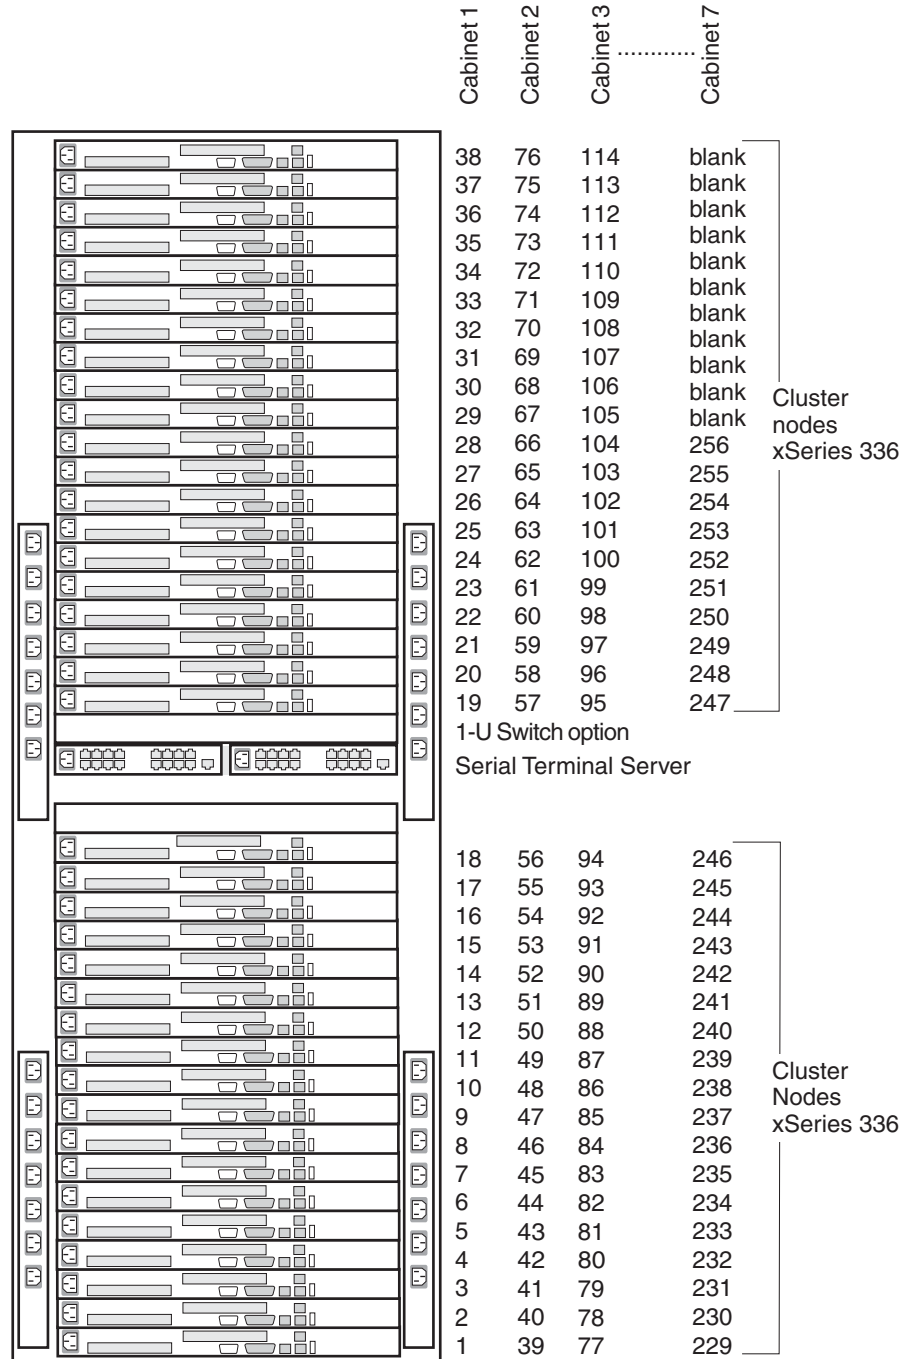 Cabinet 1 Cabinet 2 Cabinet 3 ............ Cabinet 7
38 76 114 blank
37 75 113 blank
36 74 112 blank
35 73 111 blank
34 72 110 blank
33 71 109 blank
32 70 108 blank
31 69 107 blank
30 68 106 blank
29 67 105 blank
28 66 104 256
27 65 103 255
26 64 102 254
25 63 101 253
24 62 100 252
23 61 99 251
22 60 98 250
21 59 97 249
20 58 96 248
19 57 95 247
Cluster
nodes
xSeries 336
1-U Switch option
Serial Terminal Server
18 56 94 246
17 55 93 245
16 54 92 244
15 53 91 243
14 52 90 242
13 51 89 241
12 50 88 240
11 49 87 239
10 48 86 238
9 47 85 237
8 46 84 236
7 45 83 235
6 44 82 234
5 43 81 233
4 42 80 232
3 41 79 231
2 40 78 230
1 39 77 229
Cluster
Nodes
xSeries 336